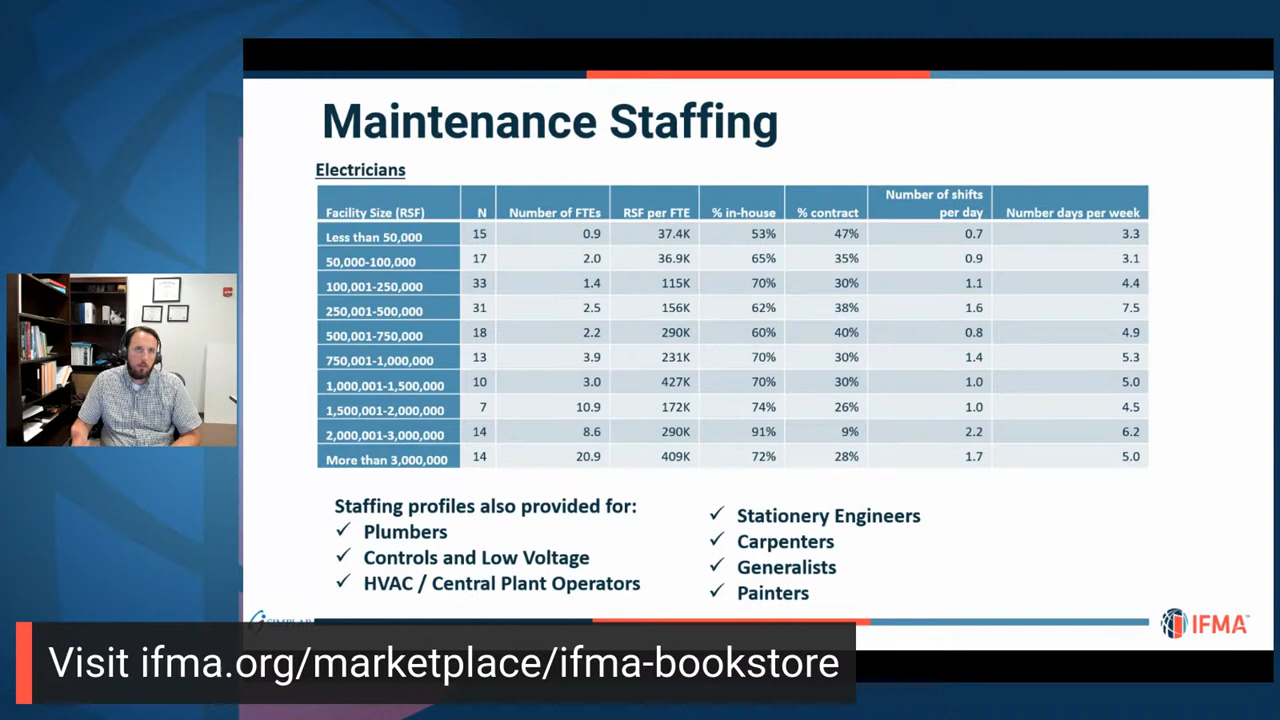 Maintenance Staffing
Electricians
Facility Size (RSF) N Number of FTEs RSF per FTE % in-house % contract Number of shifts per day Number days per week
Less than 50,000 15 0.9 37.4K 53% 47% 0.7 3.3
50,000-100,000 17 2.0 36.9K 65% 35% 0.9 3.1
100,001-250,000 33 1.4 115K 70% 30% 1.1 4.4
250,001-500,000 31 2.5 156K 62% 38% 1.6 7.5
500,001-750,000 18 2.2 290K 60% 40% 0.8 4.9
750,001-1,000,000 13 3.9 231K 70% 30% 1.4 5.3
1,000,001-1,500,000 10 3.0 427K 70% 30% 1.0 5.0
1,500,001-2,000,000 7 10.9 172K 74% 26% 1.0 4.5
2,000,001-3,000,000 14 8.6 290K 91% 9% 2.2 6.2
More than 3,000,000 14 20.9 409K 72% 28% 1.7 5.0
Staffing profiles also provided for:
✓ Plumbers
✓ Controls and Low Voltage
✓ HVAC / Central Plant Operators
✓ Stationery Engineers
✓ Carpenters
✓ Generalists
✓ Painters
IFMA
Visit ifma.org/marketplace/ifma-bookstore